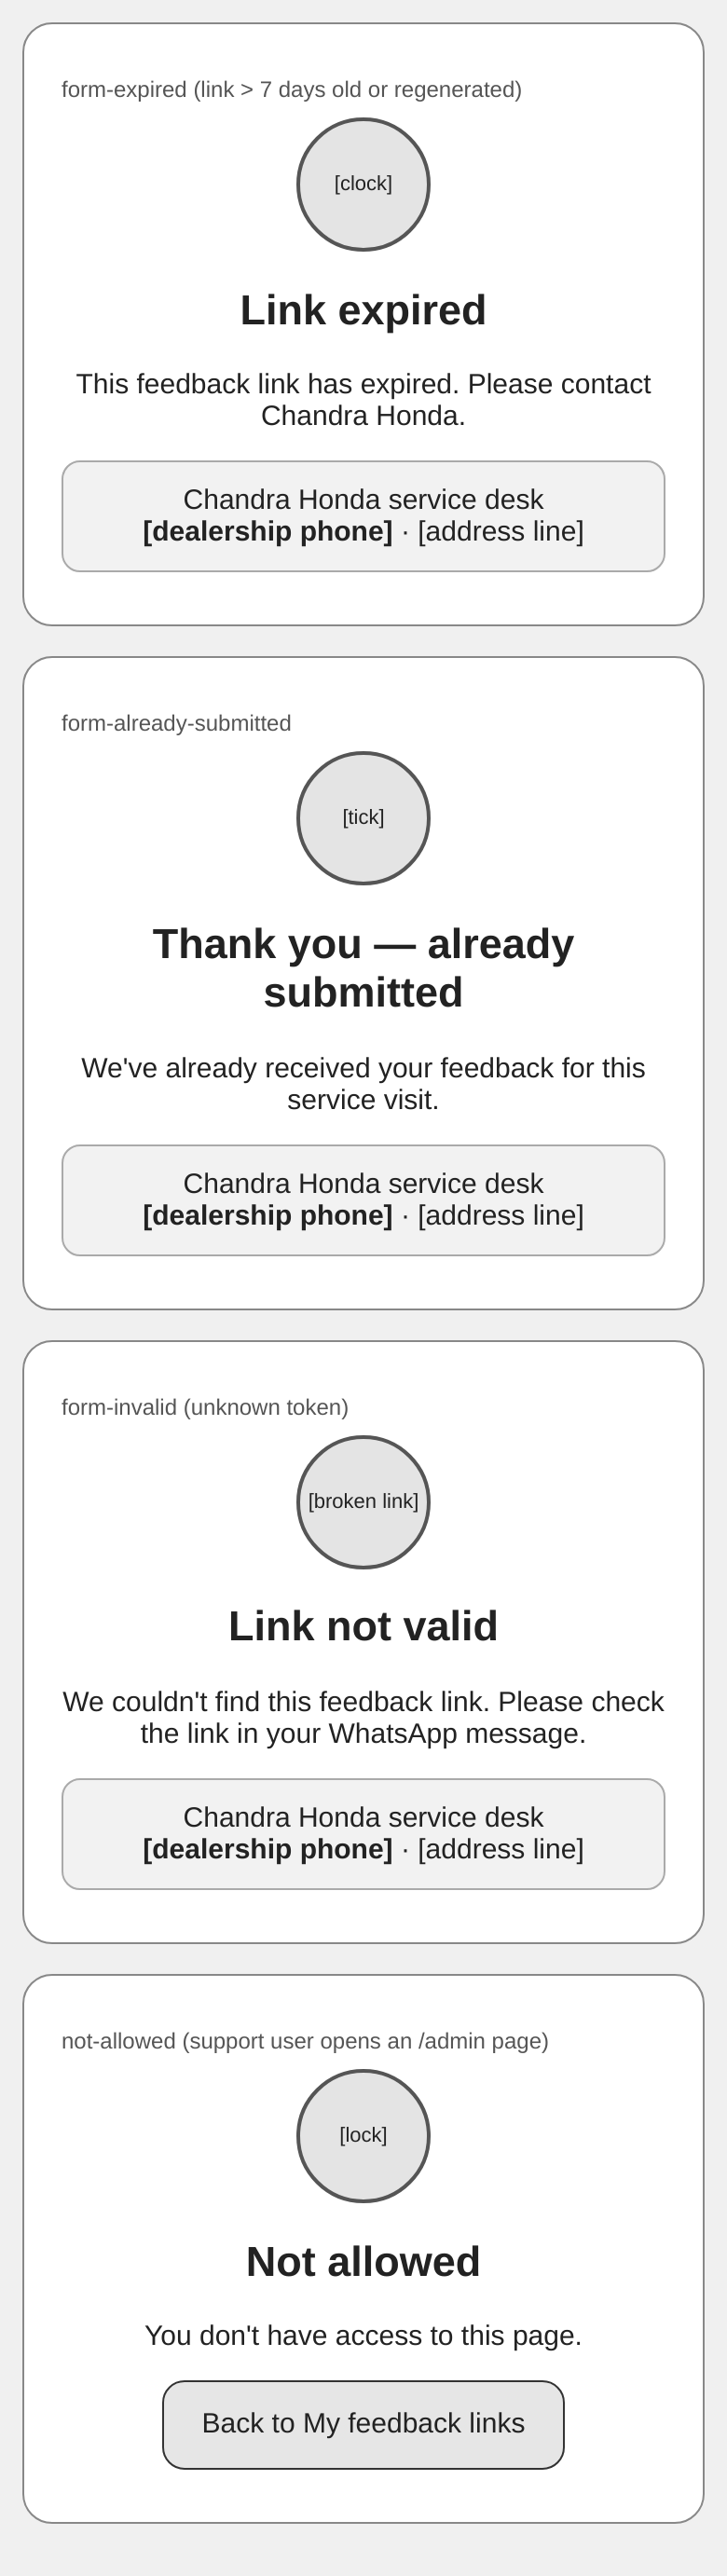 form-expired (link > 7 days old or regenerated)
[clock]
Link expired
This feedback link has expired. Please contact
Chandra Honda.
Chandra Honda service desk
[dealership phone] · [address line]
form-already-submitted
[tick]
Thank you — already
submitted
We've already received your feedback for this
service visit.
Chandra Honda service desk
[dealership phone] · [address line]
form-invalid (unknown token)
[broken link]
Link not valid
We couldn't find this feedback link. Please check
the link in your WhatsApp message.
Chandra Honda service desk
[dealership phone] · [address line]
not-allowed (support user opens an /admin page)
[lock]
Not allowed
You don't have access to this page.
Back to My feedback links